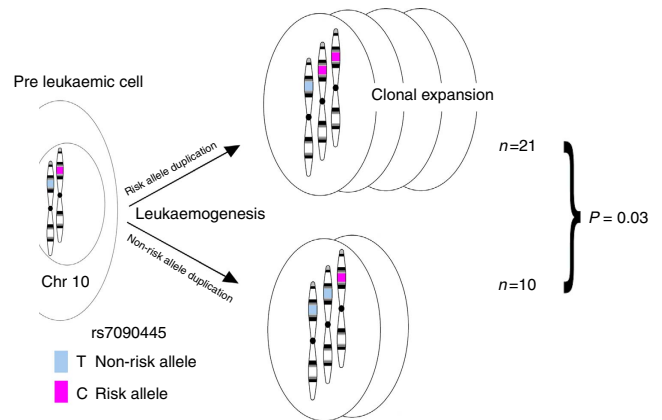 Pre leukaemic cell
Chr 10
Risk allele duplication
Leukaemogenesis
Non-risk allele duplication
Clonal expansion
n=21
P = 0.03
n=10
rs7090445
T Non-risk allele
C Risk allele